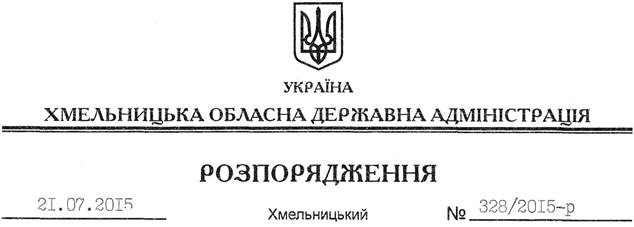 УКРАЇНА
ХМЕЛЬНИЦЬКА ОБЛАСНА ДЕРЖАВНА АДМІНІСТРАЦІЯ
РОЗПОРЯДЖЕННЯ
21.07.2015 Хмельницький № 328/2015-р